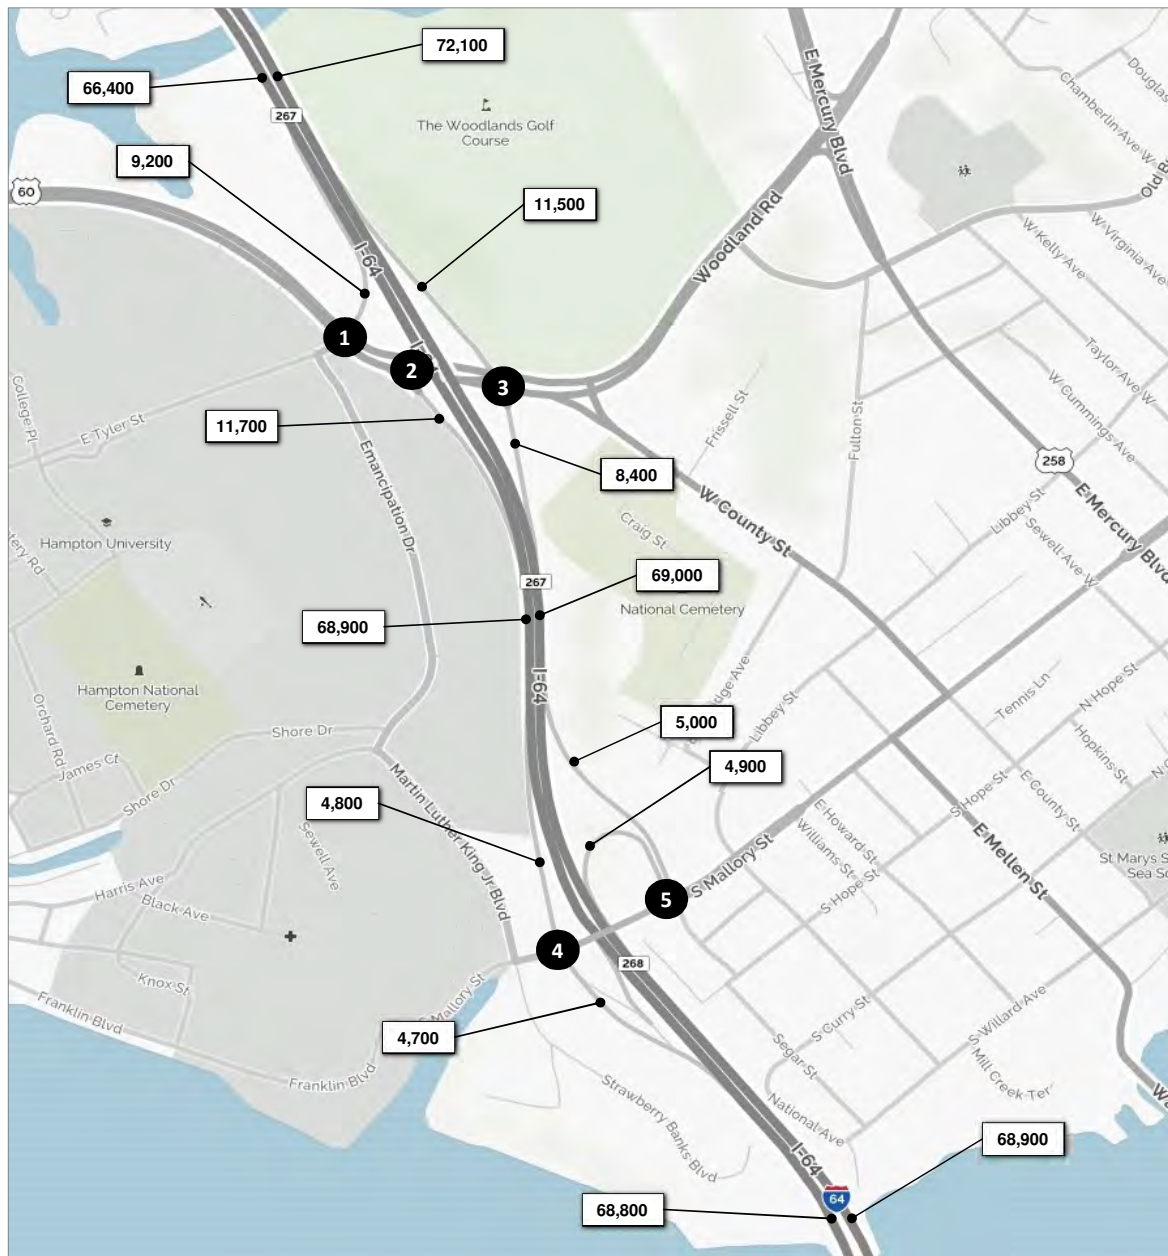 72,100
66,400
E Mercury Blvd
Douglas
Chamberlin Ave W
267
The Woodlands Golf
Course
9,200
60
11,500
Old B
W Kelly Ave
W Virginia Ave
I-64
Woodland Rd
1
2
3
Taylor Ave W
W Cummings Ave
College Pl
E Tyler St
11,700
Frissell St
Fulton St
Emancipation Dr
8,400
258
E Mercury Blvd
W County St
Libbey St
Sewell Ave W
Craig St
Hampton University
tery Rd
267
69,000
National Cemetery
68,900
I-64
Hampton National
Cemetery
Tennis Ln
N Hope St
Orchard Rd
Shore Dr
5,000
Libbey St
Hopkins St
James Ct
Shore Dr
4,900
Martin Luther King Jr Blvd
4,800
S Hope St
E County St
E Howard St
Williams St
Sewell Ave
S Mallory St
E Mellen St
St Marys S
Sea Sc
S Hope St
Harris Ave
Black Ave
5
4
268
Knox St
S Mallory St
Franklin Blvd
4,700
S Curry St
S Willard Ave
Segar St
Mill Creek Ter
Franklin Blvd
Strawberry Banks Blvd
National Ave
Wa
68,900
I-64
64
68,800